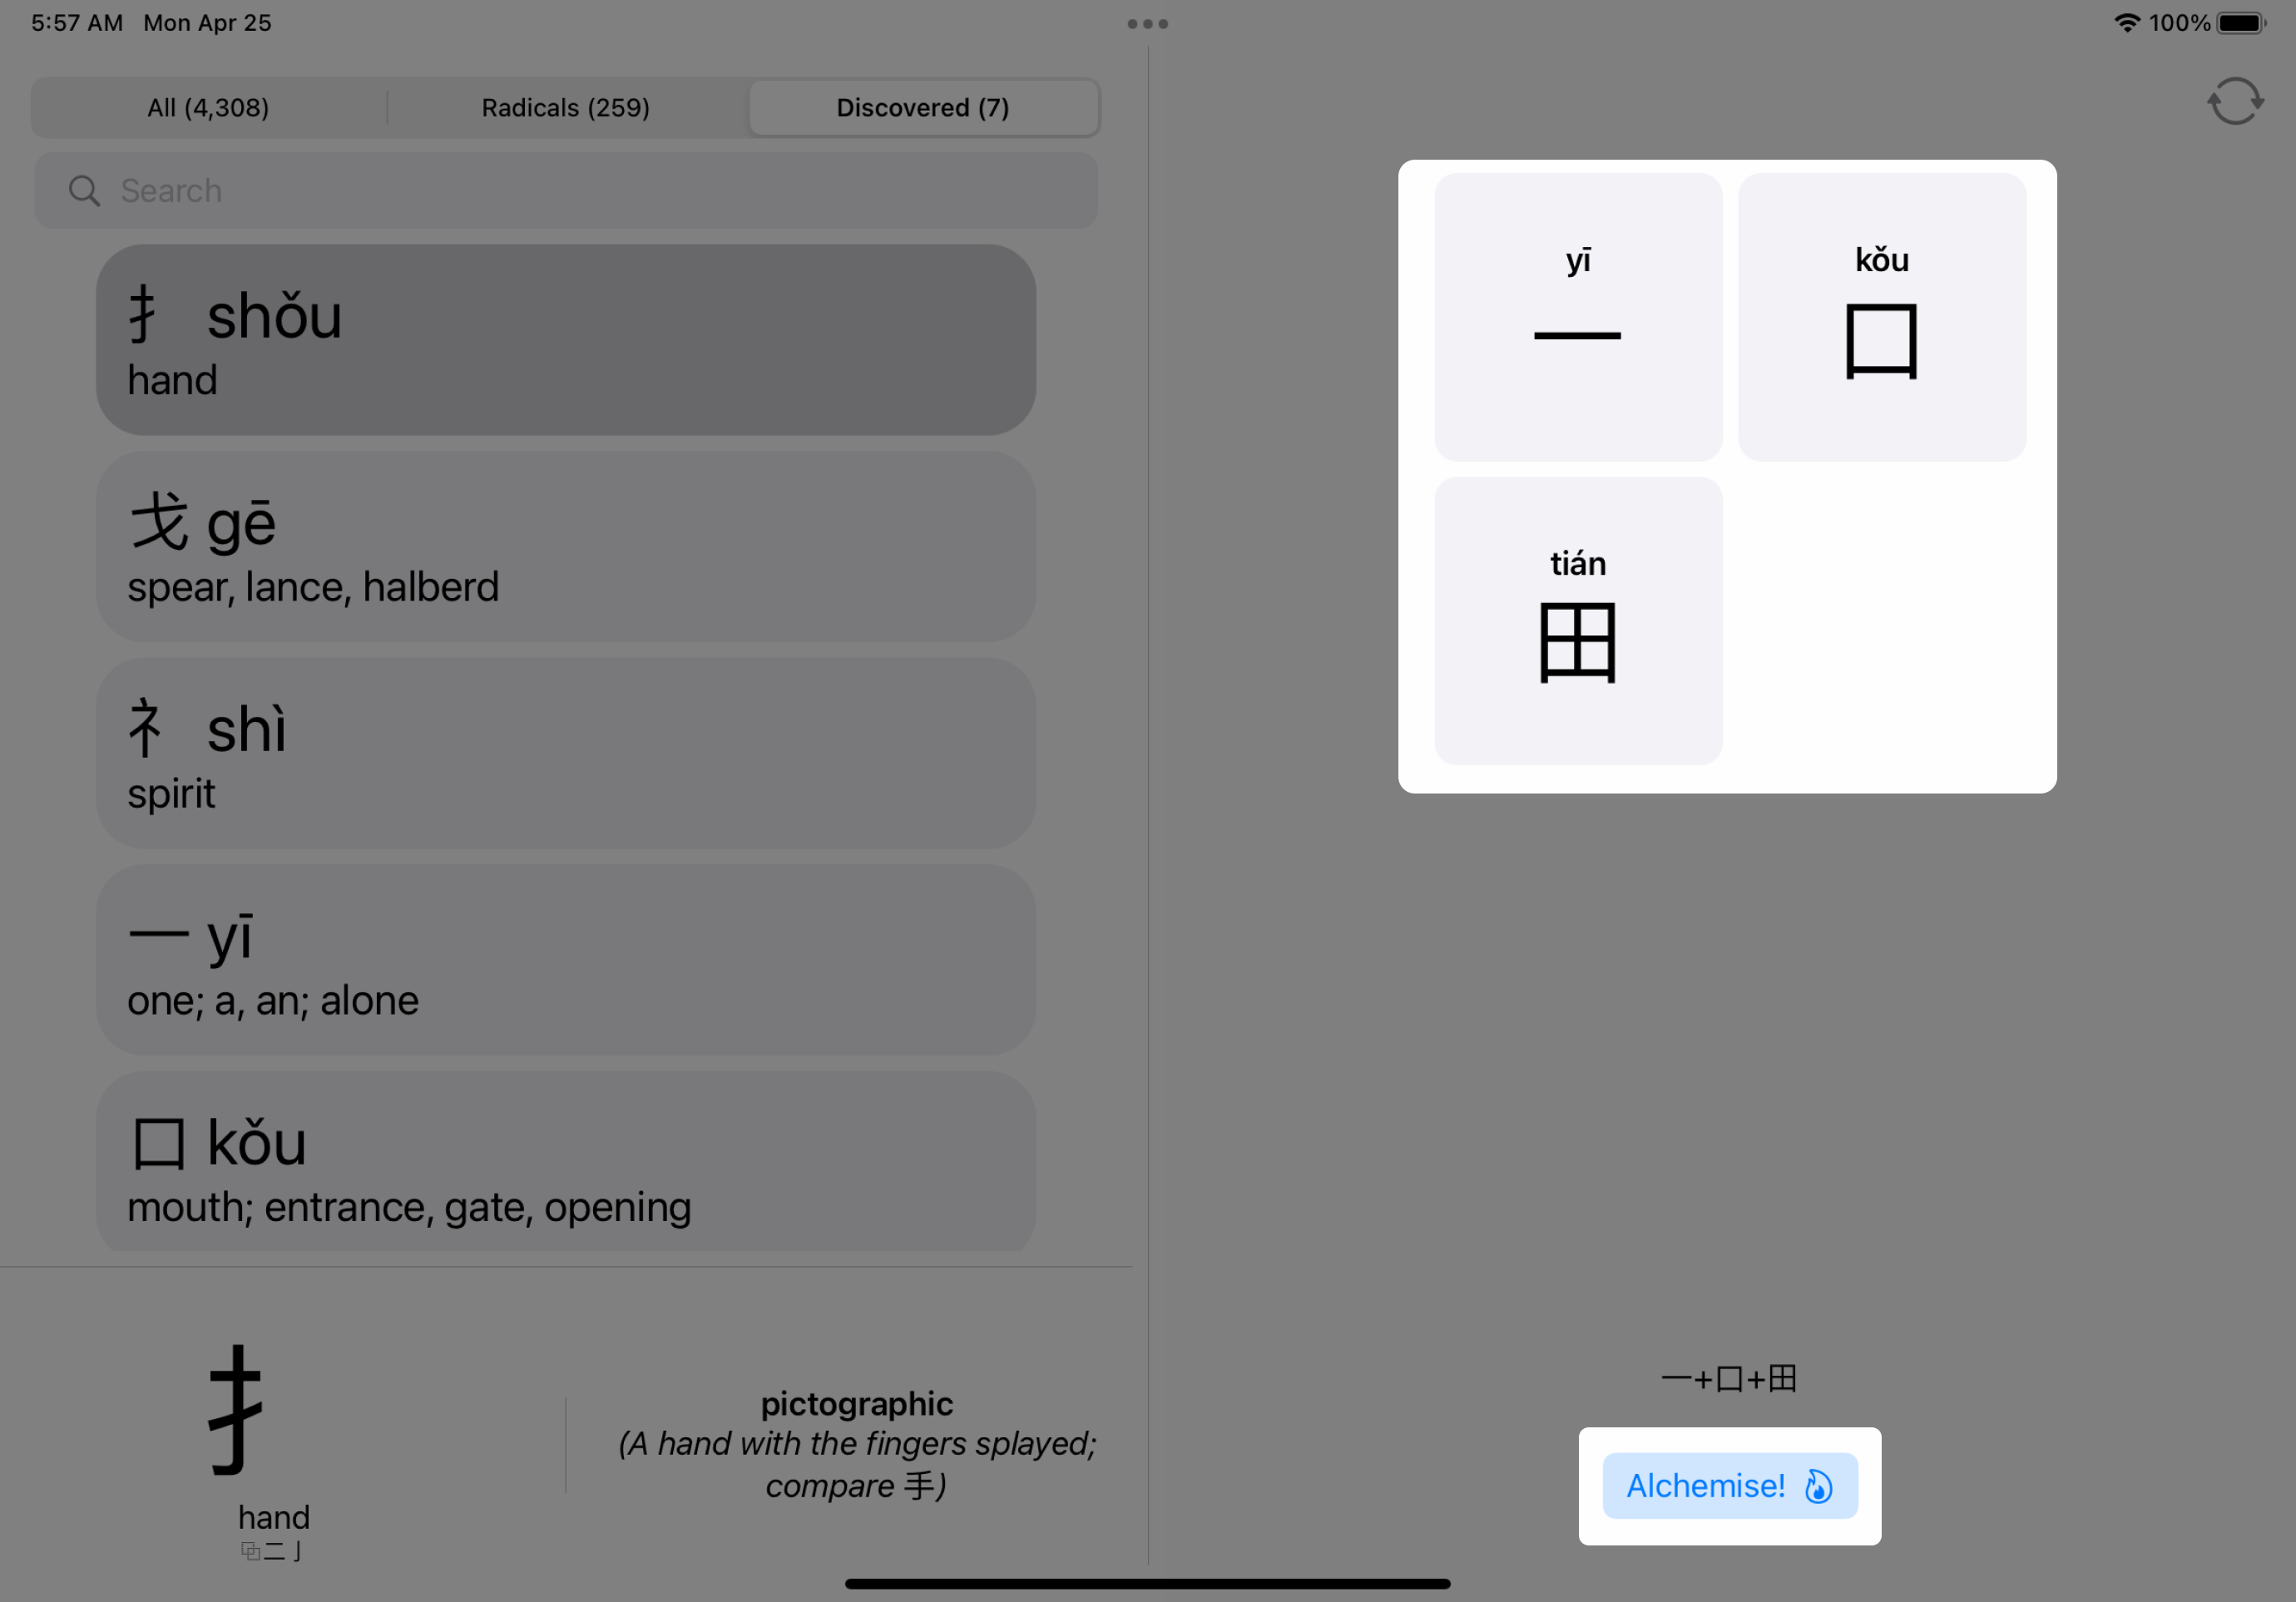 5:57 AM Mon Apr 25
100%
All (4,308)
Radicals (259)
Discovered (7)
Search
扌 shǒu
hand
戈 gē
spear, lance, halberd
礻 shì
spirit
一 yī
one; a, an; alone
口 kǒu
mouth; entrance, gate, opening
扌
hand
⿻二亅
pictographic
(A hand with the fingers splayed;
compare 手)
yī
一
kǒu
口
tián
田
一+口+田
Alchemise!